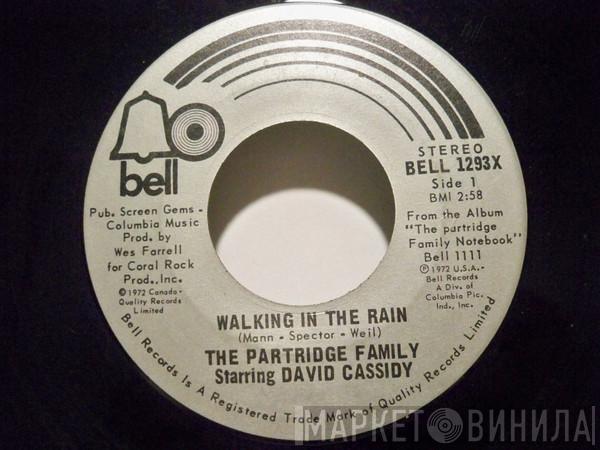 bell
STEREO
BELL 1293X
Side 1
BMI 2:58
Pub. Screen Gems -
Columbia Music
Prod. by
Wes Farrell
for Coral Rock
Prod., Inc.
℗ 1972 Canada -
Quality Records
Limited
From the Album
"The partridge
Family Notebook"
Bell 1111
℗ 1972 U.S.A. -
Bell Records
A Div. of
Columbia Pic.
Ind., Inc.
WALKING IN THE RAIN
(Mann - Spector - Weil)
THE PARTRIDGE FAMILY
Starring DAVID CASSIDY
Bell Records Is A Registered Trade Mark of Quality Records Limited
МАРКЕТ ВИНИЛА